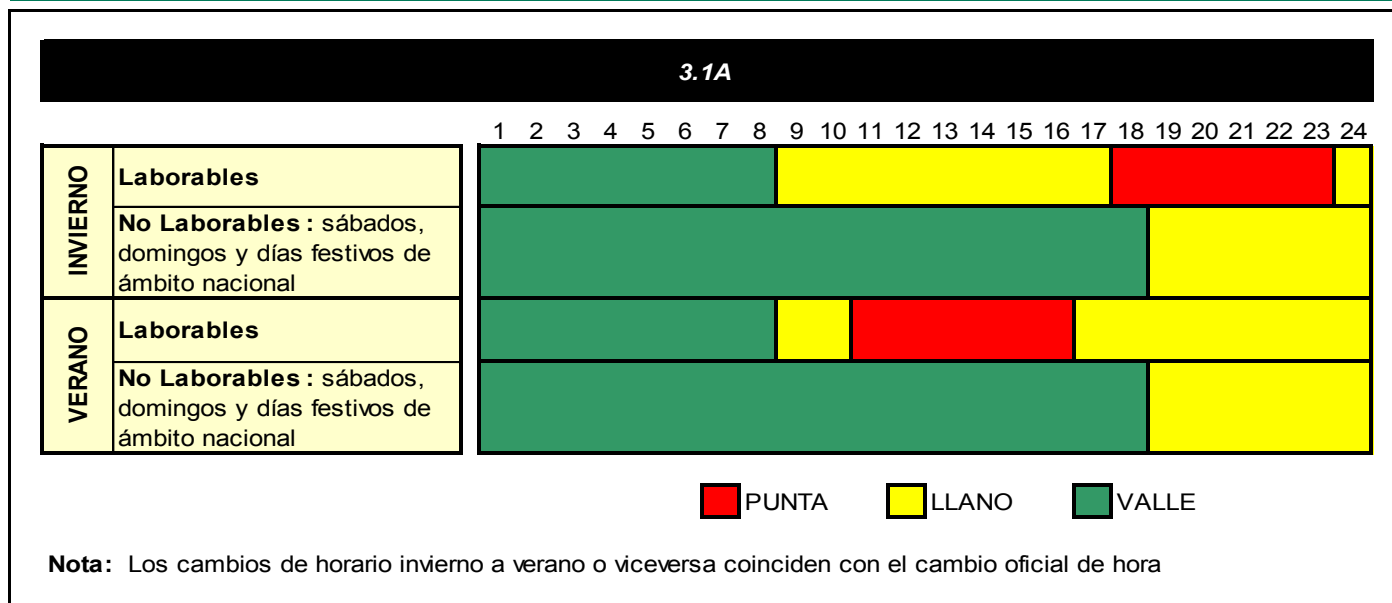 3.1A
1 2 3 4 5 6 7 8 9 10 11 12 13 14 15 16 17 18 19 20 21 22 23 24
INVIERNO
Laborables
No Laborables : sábados,
domingos y días festivos de
ámbito nacional
VERANO
Laborables
No Laborables : sábados,
domingos y días festivos de
ámbito nacional
PUNTA LLANO VALLE
Nota: Los cambios de horario invierno a verano o viceversa coinciden con el cambio oficial de hora